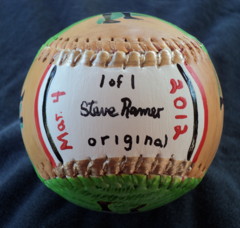 1 of 1
Mar. 4
Steve Ramer
2012
original